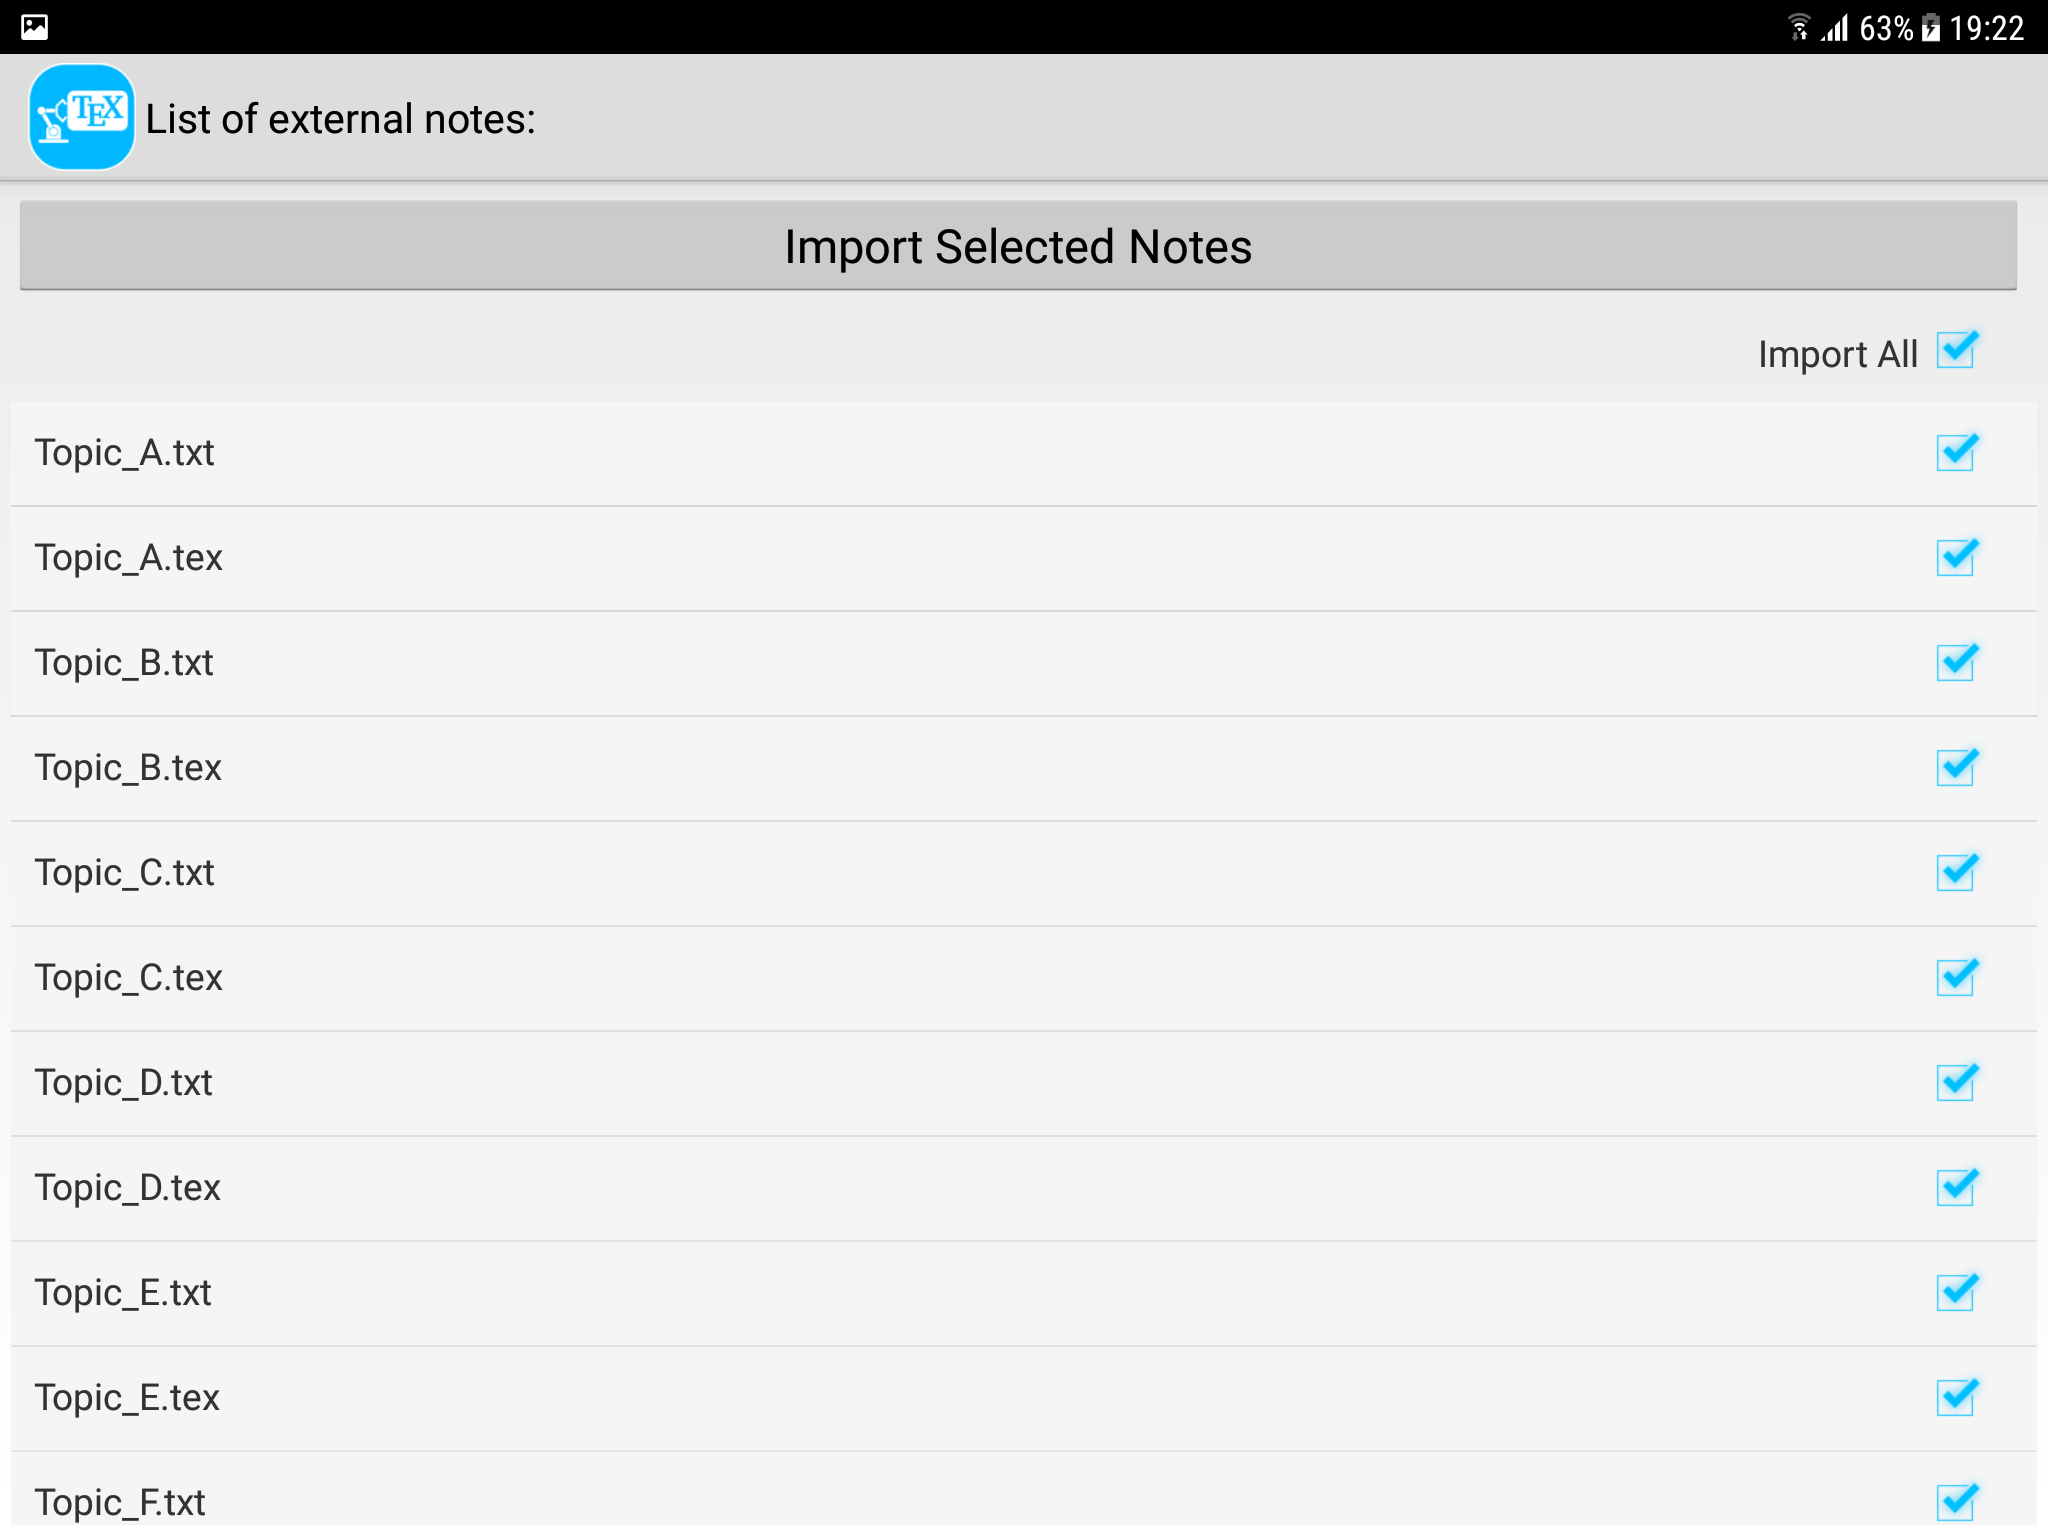 63% 19:22
TEX List of external notes:
Import Selected Notes
Import All
Topic_A.txt
Topic_A.tex
Topic_B.txt
Topic_B.tex
Topic_C.txt
Topic_C.tex
Topic_D.txt
Topic_D.tex
Topic_E.txt
Topic_E.tex
Topic_F.txt